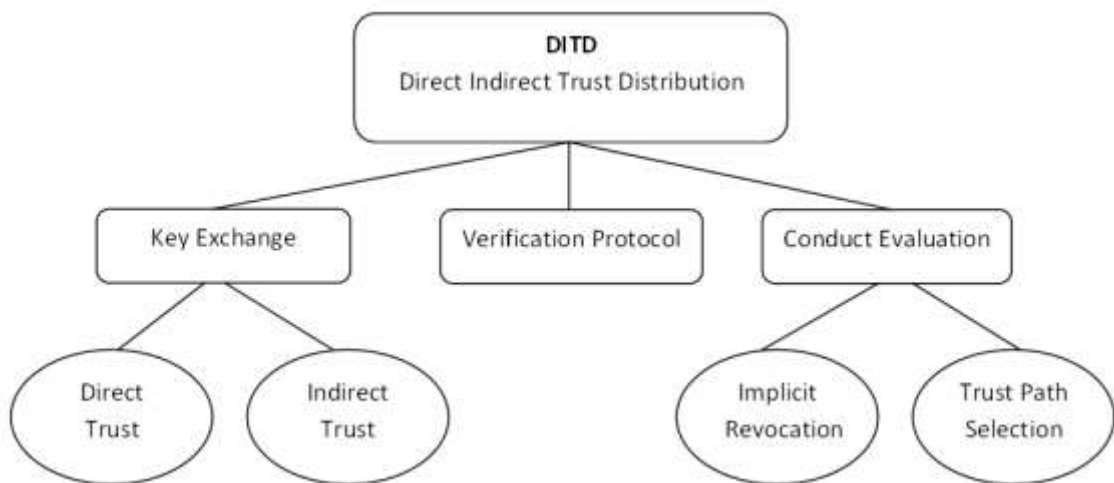 DITD
Direct Indirect Trust Distribution
Key Exchange
Verification Protocol
Conduct Evaluation
Direct
Trust
Indirect
Trust
Implicit
Revocation
Trust Path
Selection